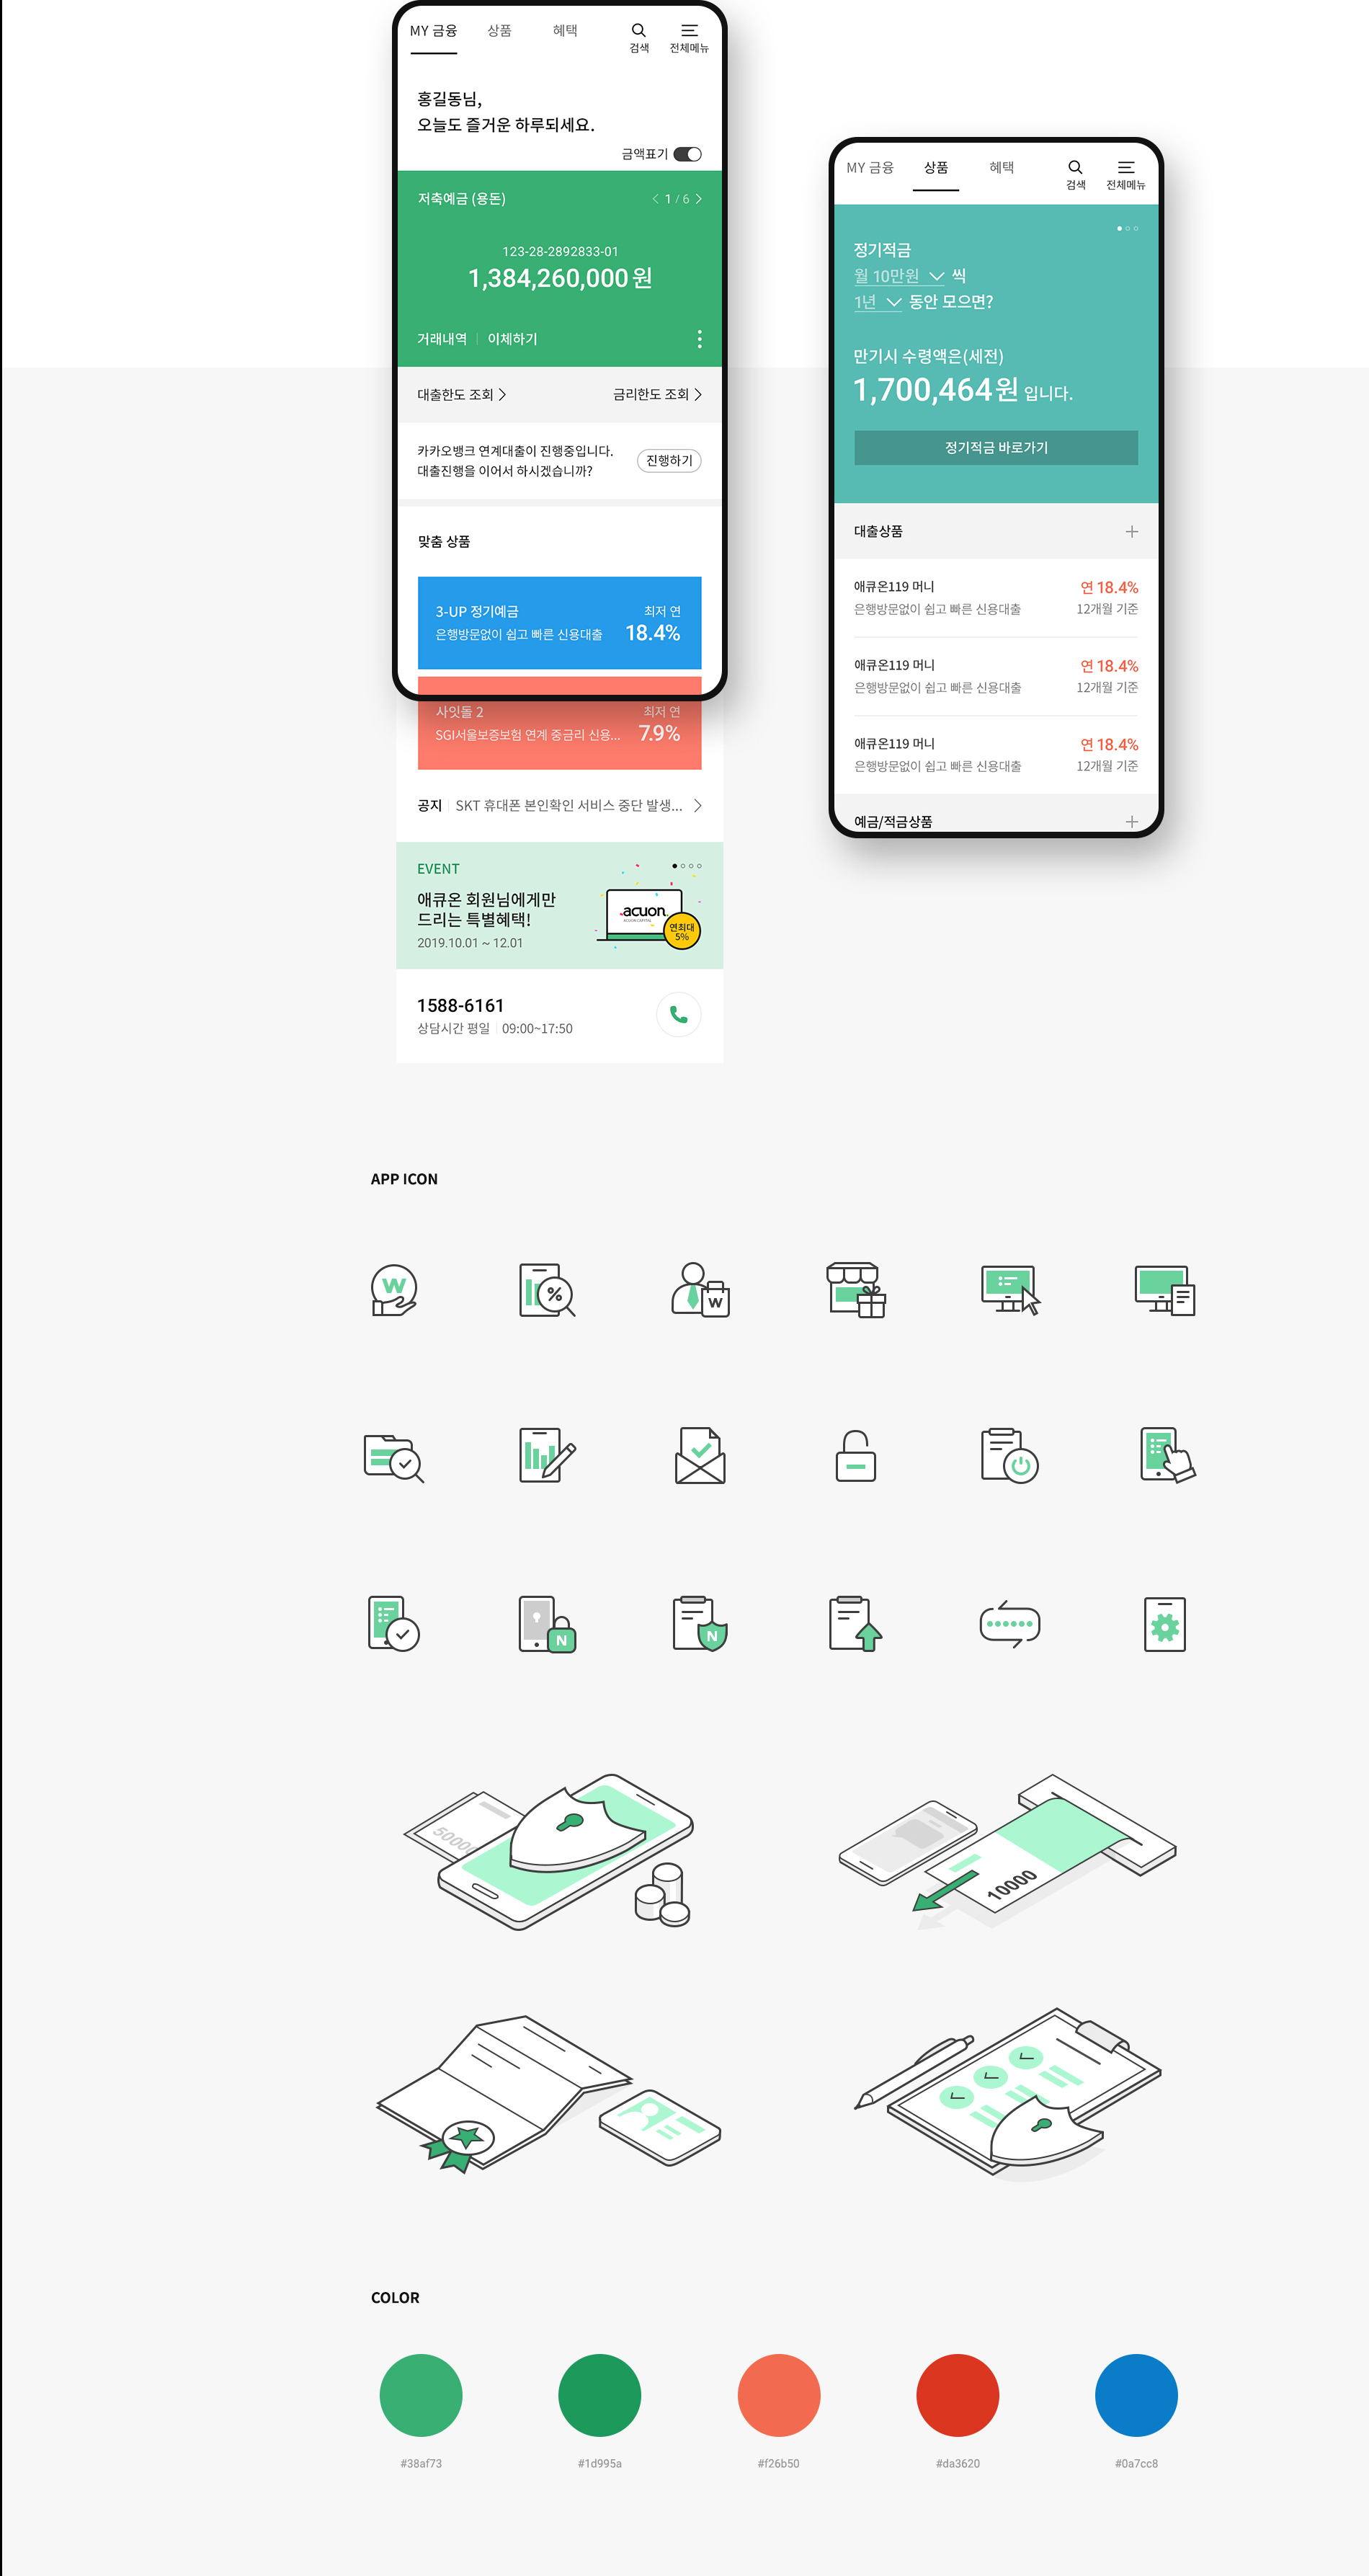 MY 금융 상품 혜택 검색 전체메뉴
홍길동님,
오늘도 즐거운 하루되세요.
금액표기
저축예금 (용돈) 1 / 6
123-28-2892833-01
1,384,260,000원
거래내역 이체하기
대출한도 조회 금리한도 조회
카카오뱅크 연계대출이 진행중입니다.
대출진행을 이어서 하시겠습니까?
진행하기
맞춤 상품
3-UP 정기예금 최저 연
은행방문없이 쉽고 빠른 신용대출 18.4%
사잇돌 2 최저 연
SGI서울보증보험 연계 중금리 신용... 7.9%
공지 SKT 휴대폰 본인확인 서비스 중단 발생...
EVENT
애큐온 회원님에게만
드리는 특별혜택!
2019.10.01 ~ 12.01
acuon
ACUON CAPITAL
연최대
5%
1588-6161
상담시간 평일 09:00~17:50
MY 금융 상품 혜택 검색 전체메뉴
정기적금
월 10만원 씩
1년 동안 모으면?
만기시 수령액은(세전)
1,700,464원 입니다.
정기적금 바로가기
대출상품
애큐온119 머니 연 18.4%
은행방문없이 쉽고 빠른 신용대출 12개월 기준
애큐온119 머니 연 18.4%
은행방문없이 쉽고 빠른 신용대출 12개월 기준
애큐온119 머니 연 18.4%
은행방문없이 쉽고 빠른 신용대출 12개월 기준
예금/적금상품
APP ICON
W
%
W
N
N
50000
10000
COLOR
#38af73 #1d995a #f26b50 #da3620 #0a7cc8